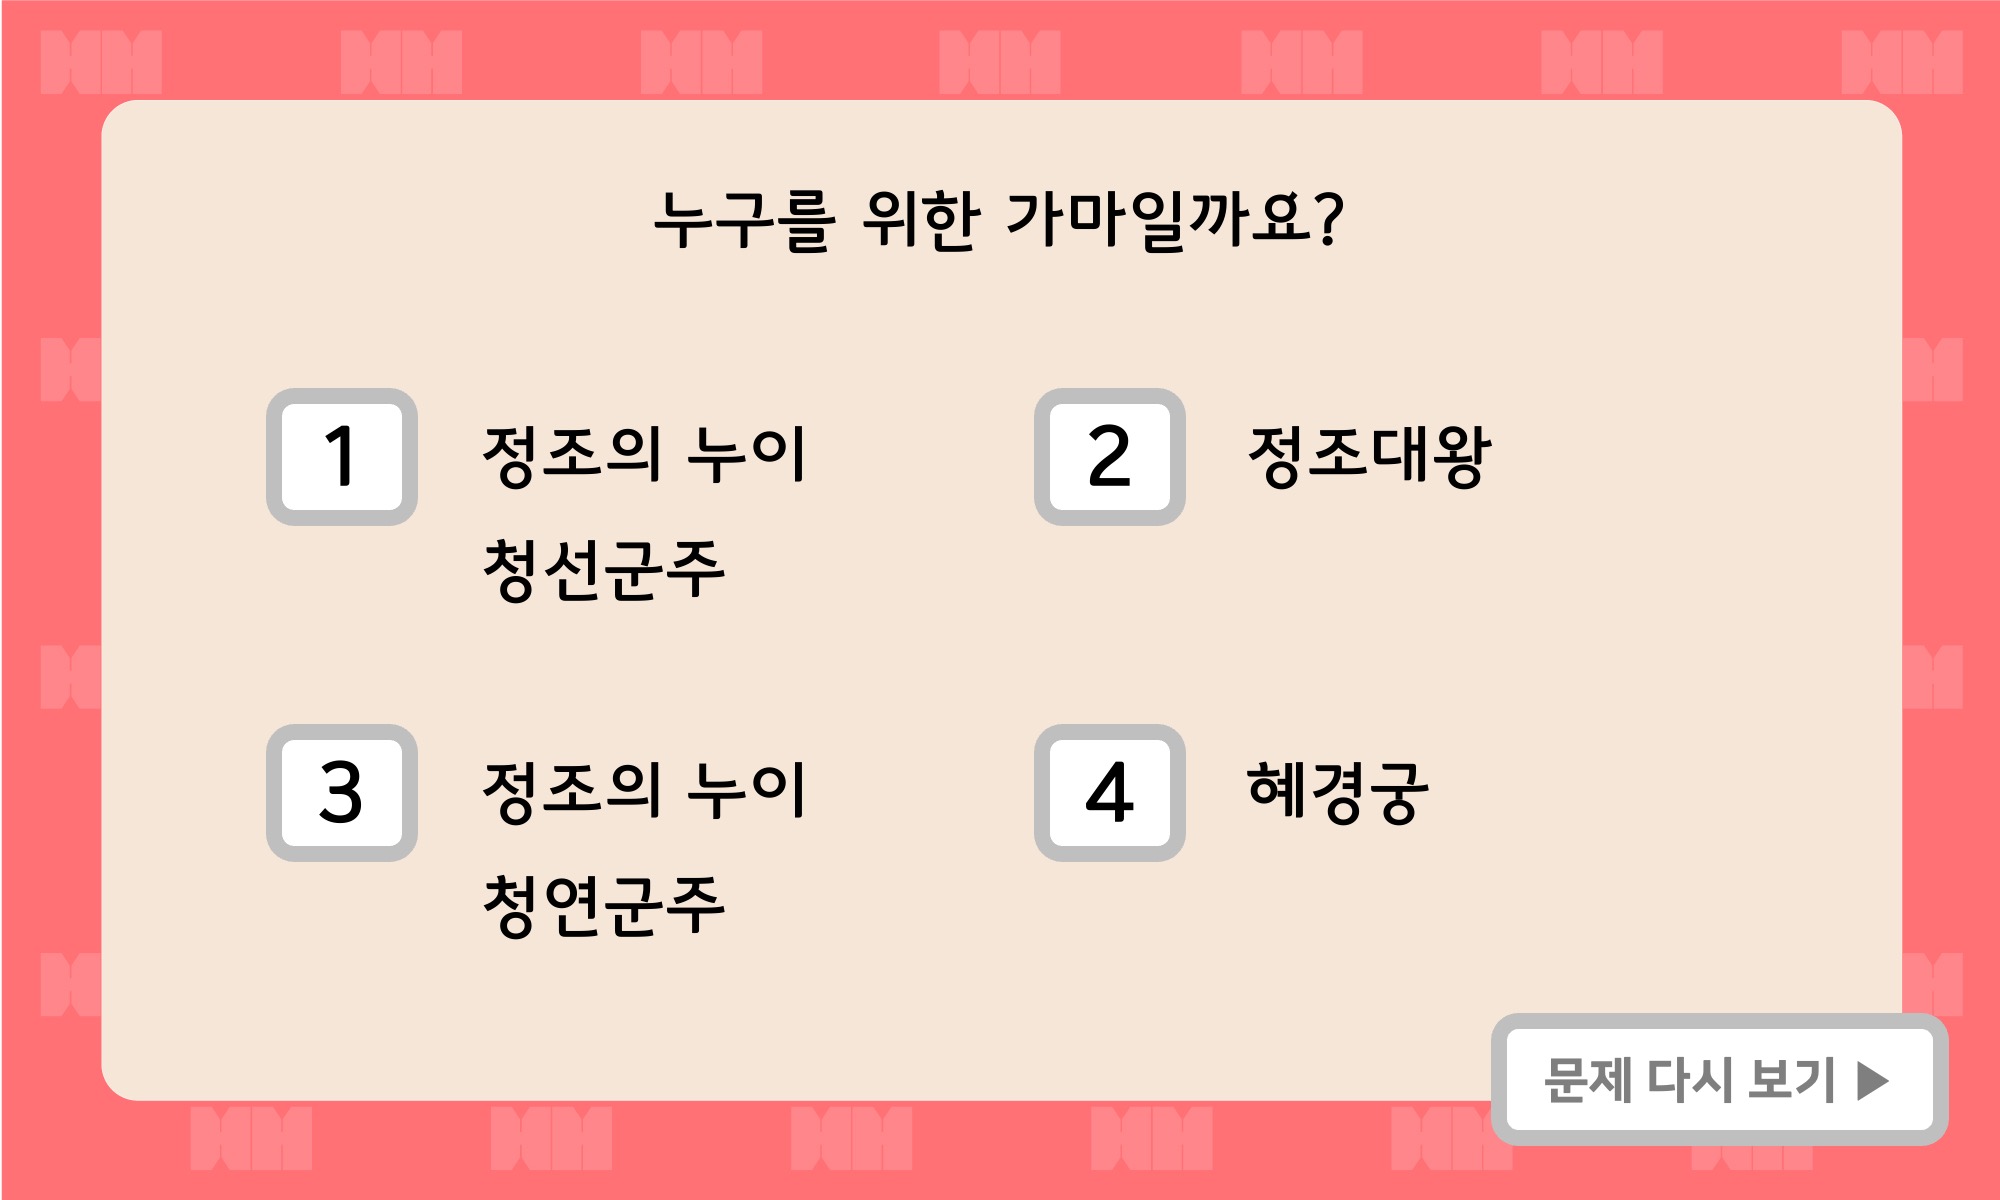 누구를 위한 가마일까요?
1 정조의 누이
청선군주
2 정조대왕
3 정조의 누이
청연군주
4 혜경궁
문제 다시 보기 ▶